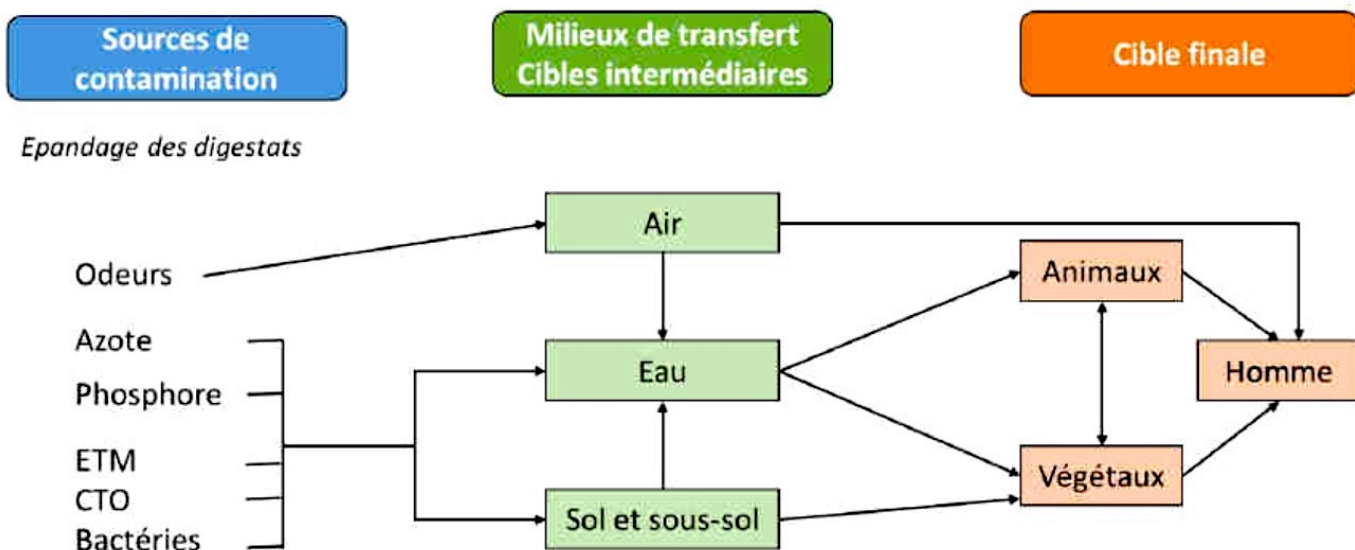 Sources de
contamination
Milieux de transfert
Cibles intermédiaires
Cible finale
Epandage des digestats
Air
Odeurs
Animaux
Azote
Eau
Homme
Phosphore
ETM
Végétaux
CTO
Sol et sous-sol
Bactéries